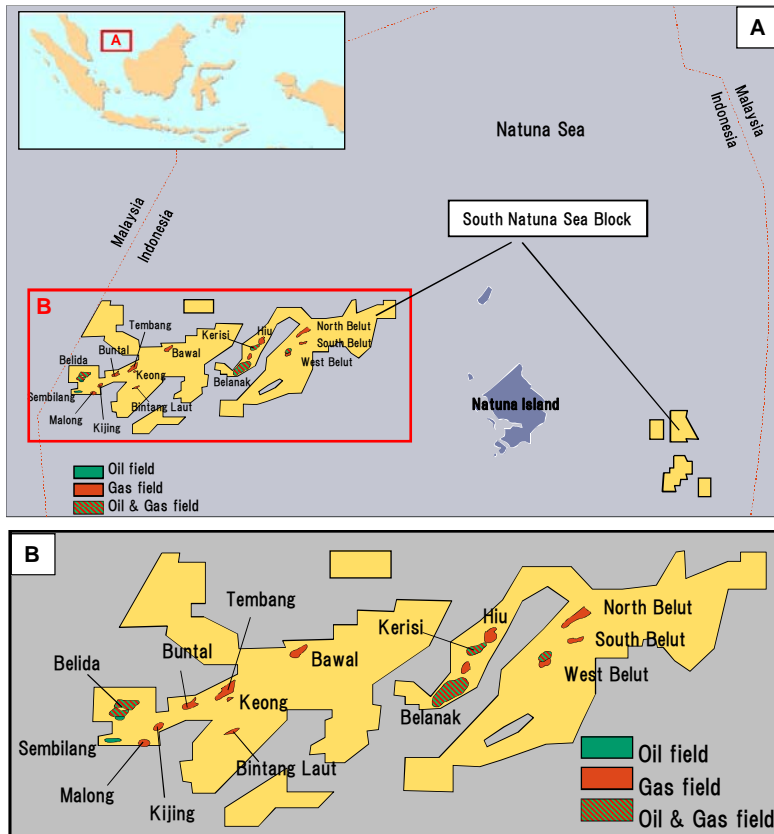 A
A
Malaysia
Indonesia
Natuna Sea
South Natuna Sea Block
Malaysia
Indonesia
B
Tembang
Kerisi
Hiu
North Belut
Buntal
Bawal
South Belut
Belida
Keong
West Belut
Belanak
Sembilang
Bintang Laut
Malong
Kijing
Natuna Island
Oil field
Gas field
Oil & Gas field
B
Tembang
Hiu
North Belut
Kerisi
South Belut
Buntal
Bawal
Belida
West Belut
Keong
Belanak
Sembilang
Bintang Laut
Malong
Kijing
Oil field
Gas field
Oil & Gas field